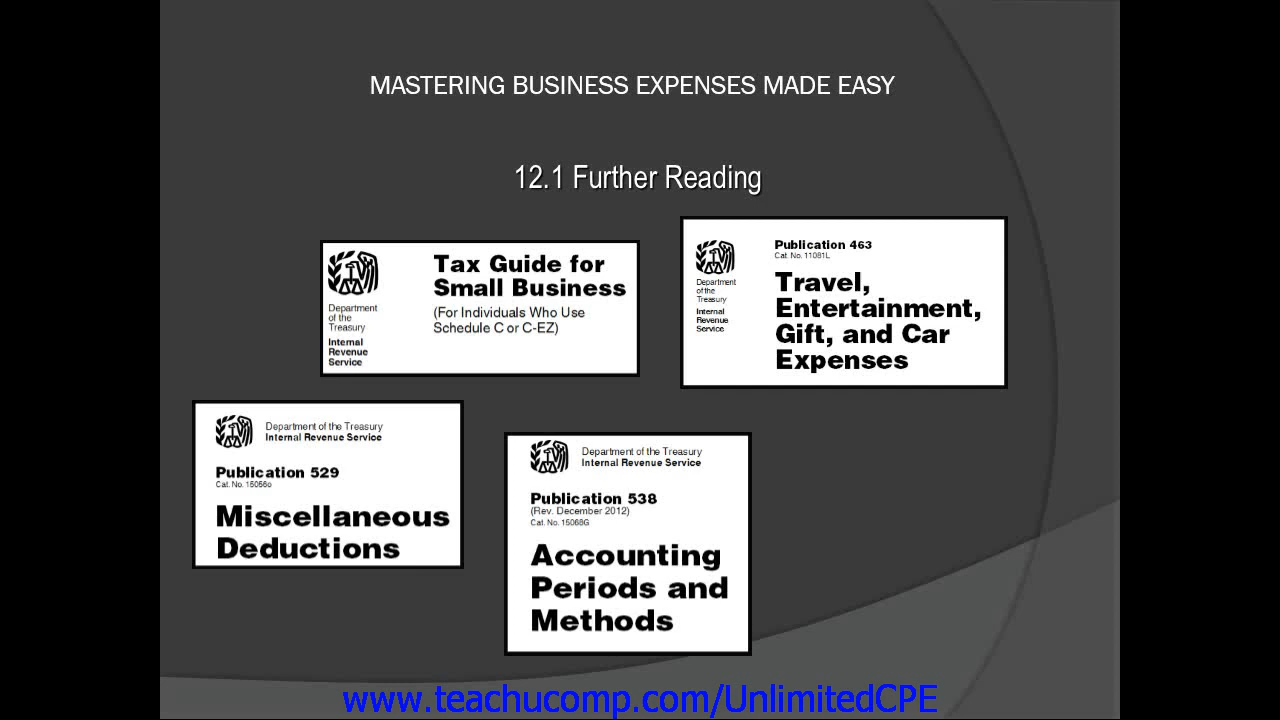 MASTERING BUSINESS EXPENSES MADE EASY
12.1 Further Reading
Department
of the
Treasury
Internal
Revenue
Service
Tax Guide for
Small Business
(For Individuals Who Use
Schedule C or C-EZ)
Department
of the
Treasury
Internal
Revenue
Service
Publication 463
Cat. No. 11081L
Travel,
Entertainment,
Gift, and Car
Expenses
Department of the Treasury
Internal Revenue Service
Publication 529
Cat. No. 15056o
Miscellaneous
Deductions
Department of the Treasury
Internal Revenue Service
Publication 538
(Rev. December 2012)
Cat. No. 15068G
Accounting
Periods and
Methods
www.teachucomp.com/UnlimitedCPE